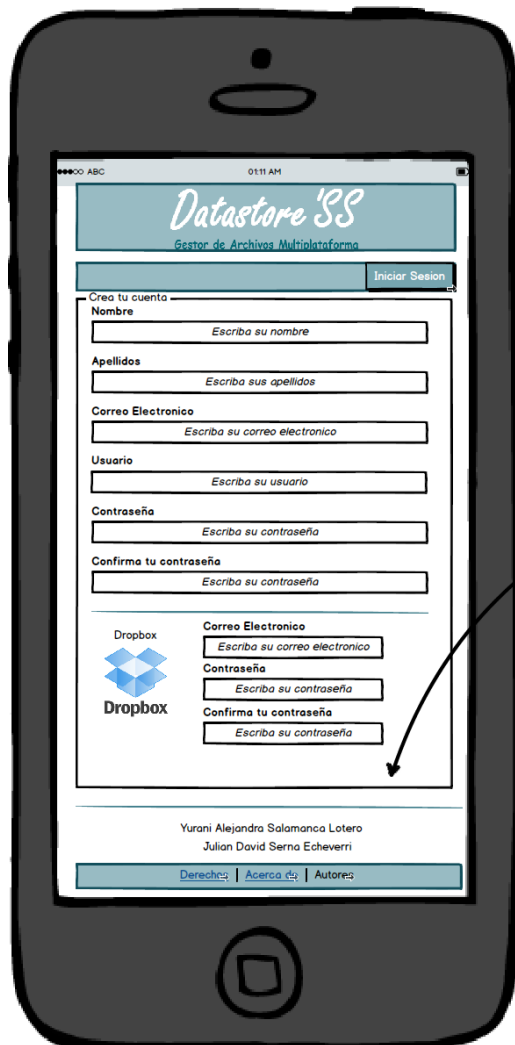 ABC
01:11 AM
Datastore'SS
Gestor de Archivos Multiplataforma
Iniciar Sesion
Crea tu cuenta
Nombre
Escriba su nombre
Apellidos
Escriba sus apellidos
Correo Electronico
Escriba su correo electronico
Usuario
Escriba su usuario
Contraseña
Escriba su contraseña
Confirma tu contraseña
Escriba su contraseña
Dropbox
Dropbox
Correo Electronico
Escriba su correo electronico
Contraseña
Escriba su contraseña
Confirma tu contraseña
Escriba su contraseña
Yurani Alejandra Salamanca Lotero
Julian David Serna Echeverri
Derechos | Acerca de | Autores